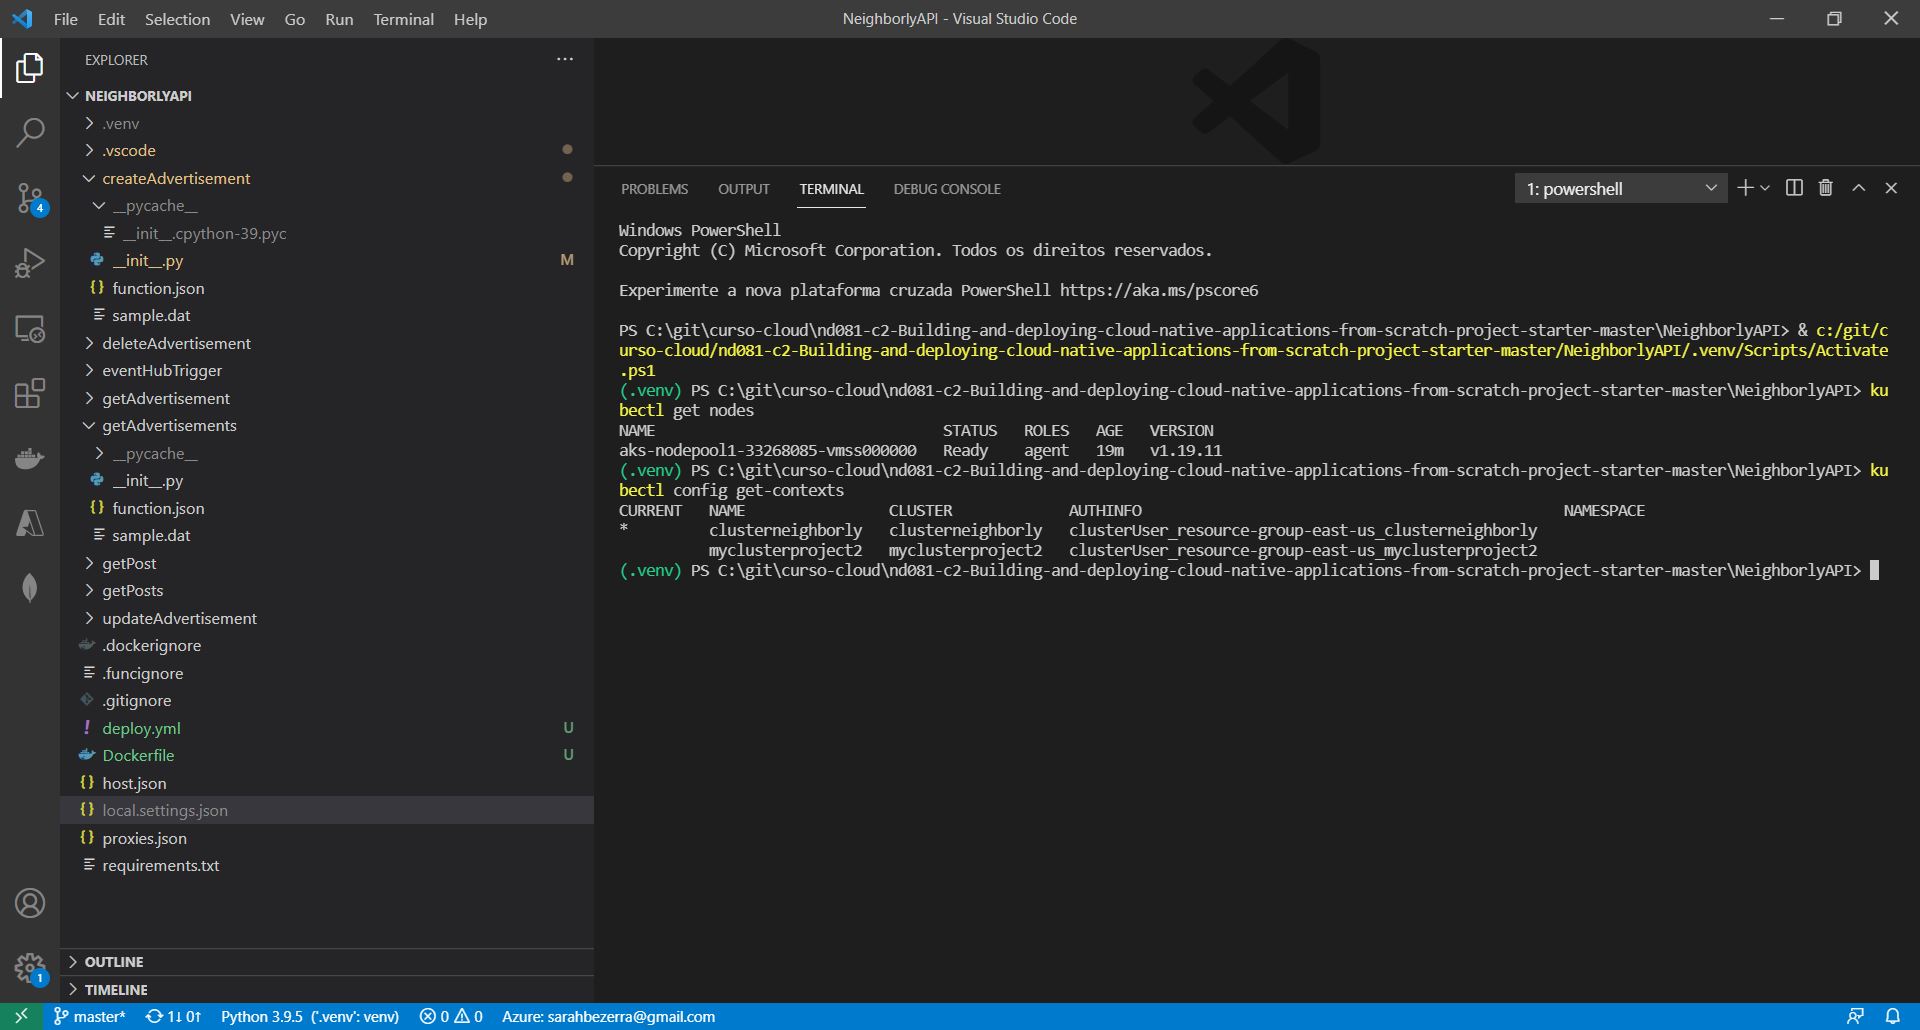 File Edit Selection View Go Run Terminal Help
NeighborlyAPI - Visual Studio Code
EXPLORER
NEIGHBORLYAPI
.venv
.vscode
createAdvertisement
__pycache__
__init__.cpython-39.pyc
__init__.py M
function.json
sample.dat
deleteAdvertisement
eventHubTrigger
getAdvertisement
getAdvertisements
__pycache__
__init__.py
function.json
sample.dat
getPost
getPosts
updateAdvertisement
.dockerignore
.funcignore
.gitignore
deploy.yml U
Dockerfile U
host.json
local.settings.json
proxies.json
requirements.txt
OUTLINE
TIMELINE
4
1
PROBLEMS OUTPUT TERMINAL DEBUG CONSOLE
1: powershell
Windows PowerShell
Copyright (C) Microsoft Corporation. Todos os direitos reservados.
Experimente a nova plataforma cruzada PowerShell https://aka.ms/pscore6
PS C:\git\curso-cloud\nd081-c2-Building-and-deploying-cloud-native-applications-from-scratch-project-starter-master\NeighborlyAPI> & c:/git/c
urso-cloud/nd081-c2-Building-and-deploying-cloud-native-applications-from-scratch-project-starter-master/NeighborlyAPI/.venv/Scripts/Activate
.ps1
(.venv) PS C:\git\curso-cloud\nd081-c2-Building-and-deploying-cloud-native-applications-from-scratch-project-starter-master\NeighborlyAPI> ku
bectl get nodes
NAME STATUS ROLES AGE VERSION
aks-nodepool1-33268085-vmss000000 Ready agent 19m v1.19.11
(.venv) PS C:\git\curso-cloud\nd081-c2-Building-and-deploying-cloud-native-applications-from-scratch-project-starter-master\NeighborlyAPI> ku
bectl config get-contexts
CURRENT NAME CLUSTER AUTHINFO NAMESPACE
* clusterneighborly clusterneighborly clusterUser_resource-group-east-us_clusterneighborly
myclusterproject2 myclusterproject2 clusterUser_resource-group-east-us_myclusterproject2
(.venv) PS C:\git\curso-cloud\nd081-c2-Building-and-deploying-cloud-native-applications-from-scratch-project-starter-master\NeighborlyAPI>
master* 1↓ 0↑ Python 3.9.5 ('.venv': venv) 0 0 Azure: sarahbezerra@gmail.com